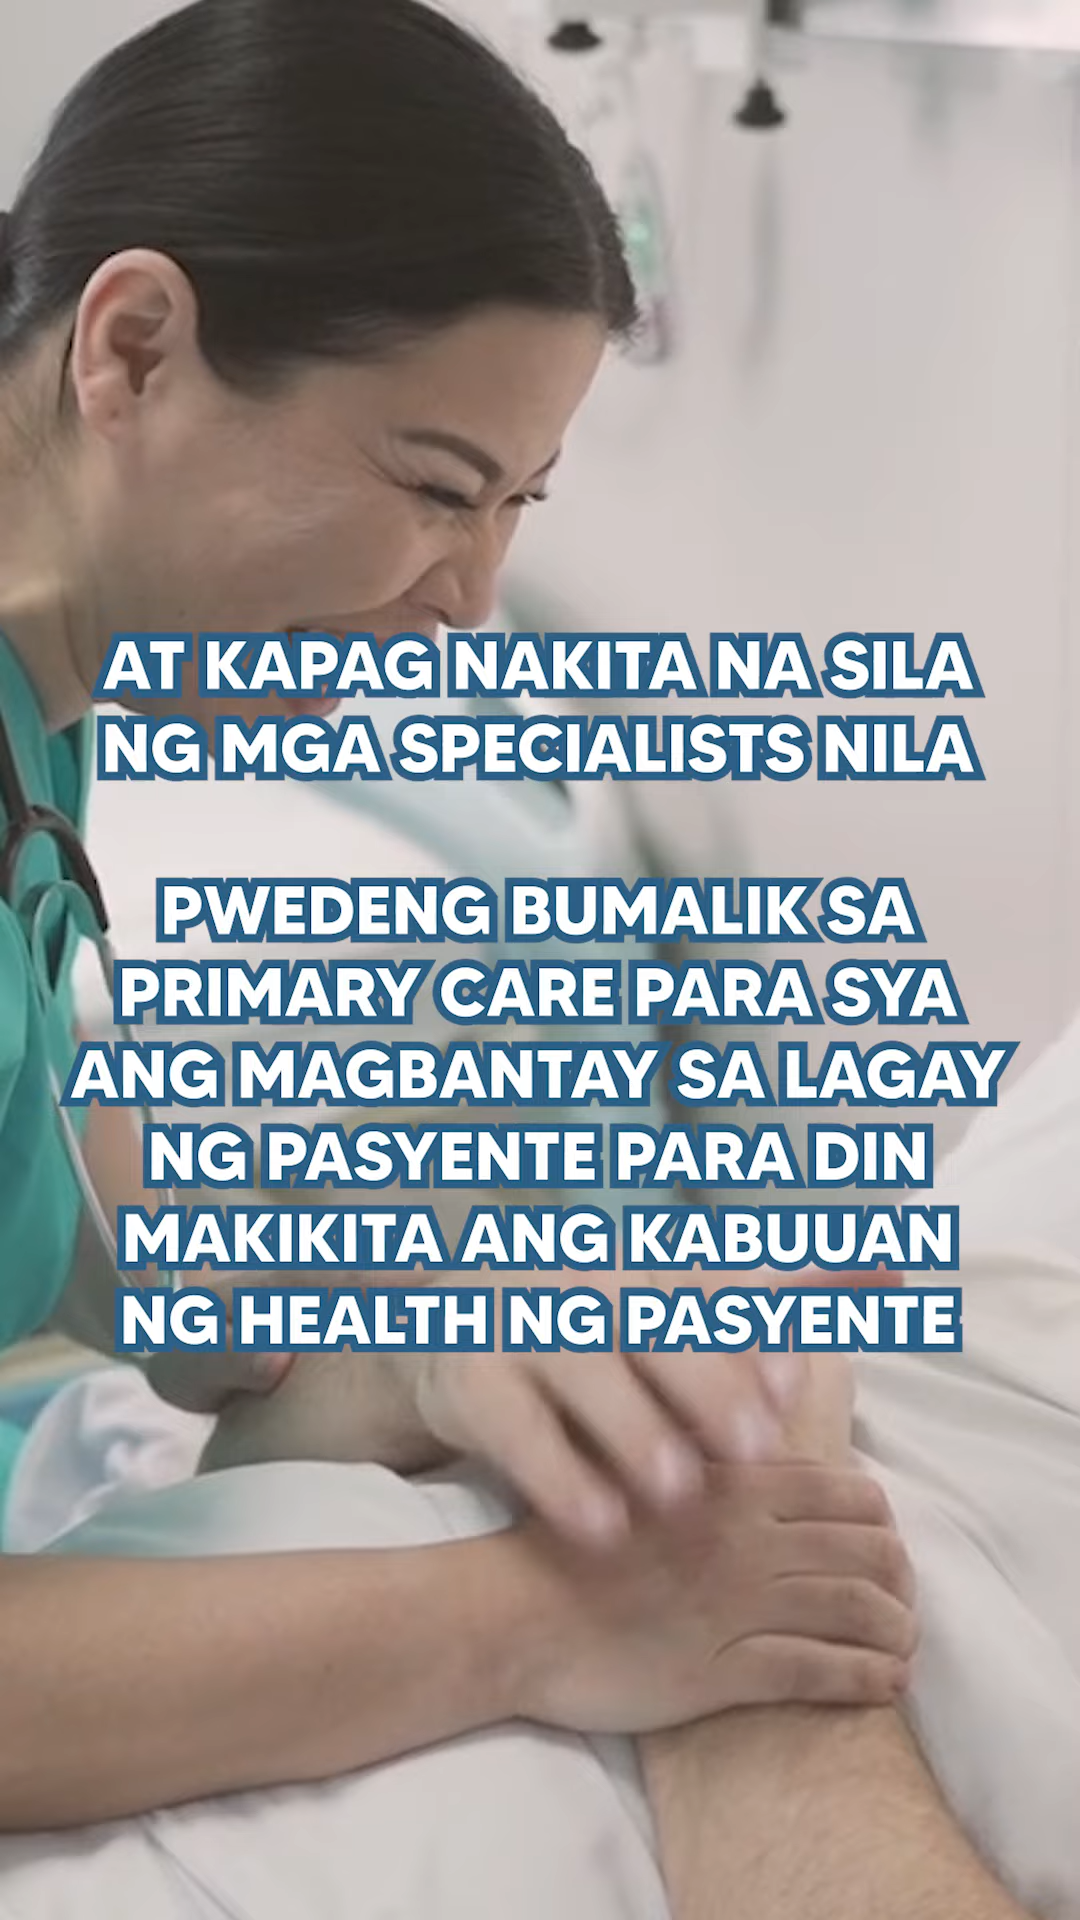 AT KAPAG NAKITA NA SILA
NG MGA SPECIALISTS NILA
PWEDENG BUMALIK SA
PRIMARY CARE PARA SYA
ANG MAGBANTAY SA LAGAY
NG PASYENTE PARA DIN
MAKIKITA ANG KABUUAN
NG HEALTH NG PASYENTE